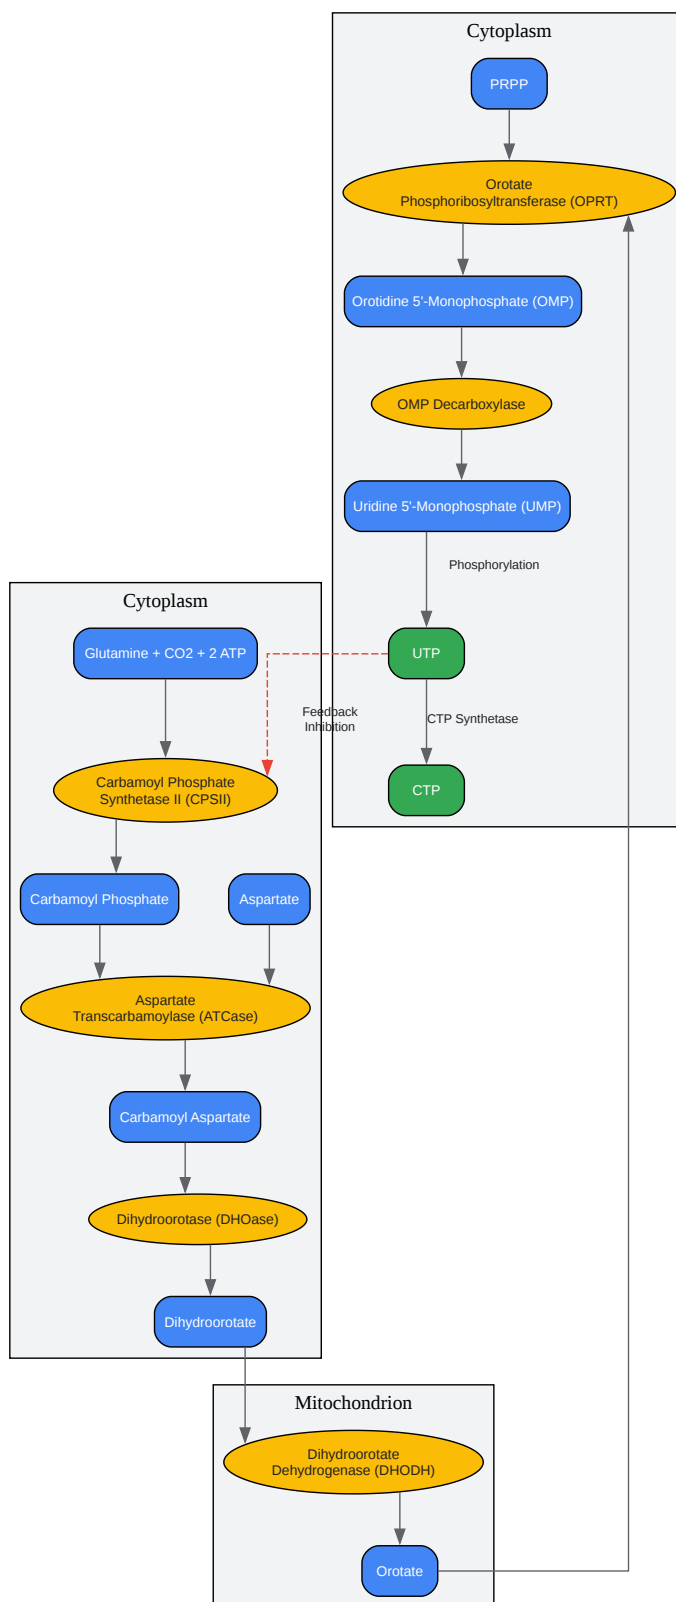 Cytoplasm
PRPP
Orotate
Phosphoribosyltransferase (OPRT)
Orotidine 5'-Monophosphate (OMP)
OMP Decarboxylase
Uridine 5'-Monophosphate (UMP)
Phosphorylation
UTP
CTP Synthetase
CTP
Feedback
Inhibition
Cytoplasm
Glutamine + CO2 + 2 ATP
Carbamoyl Phosphate
Synthetase II (CPSII)
Carbamoyl Phosphate
Aspartate
Aspartate
Transcarbamoylase (ATCase)
Carbamoyl Aspartate
Dihydroorotase (DHOase)
Dihydroorotate
Mitochondrion
Dihydroorotate
Dehydrogenase (DHODH)
Orotate